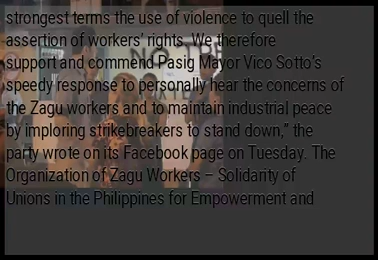 strongest terms the use of violence to quell the
assertion of workers' rights. We therefore
support and commend Pasig Mayor Vico Sotto's
speedy response to personally hear the concerns of
the Zagu workers and to maintain industrial peace
by imploring strikebreakers to stand down," the
party wrote on its Facebook page on Tuesday. The
Organization of Zagu Workers – Solidarity of
Unions in the Philippines for Empowerment and